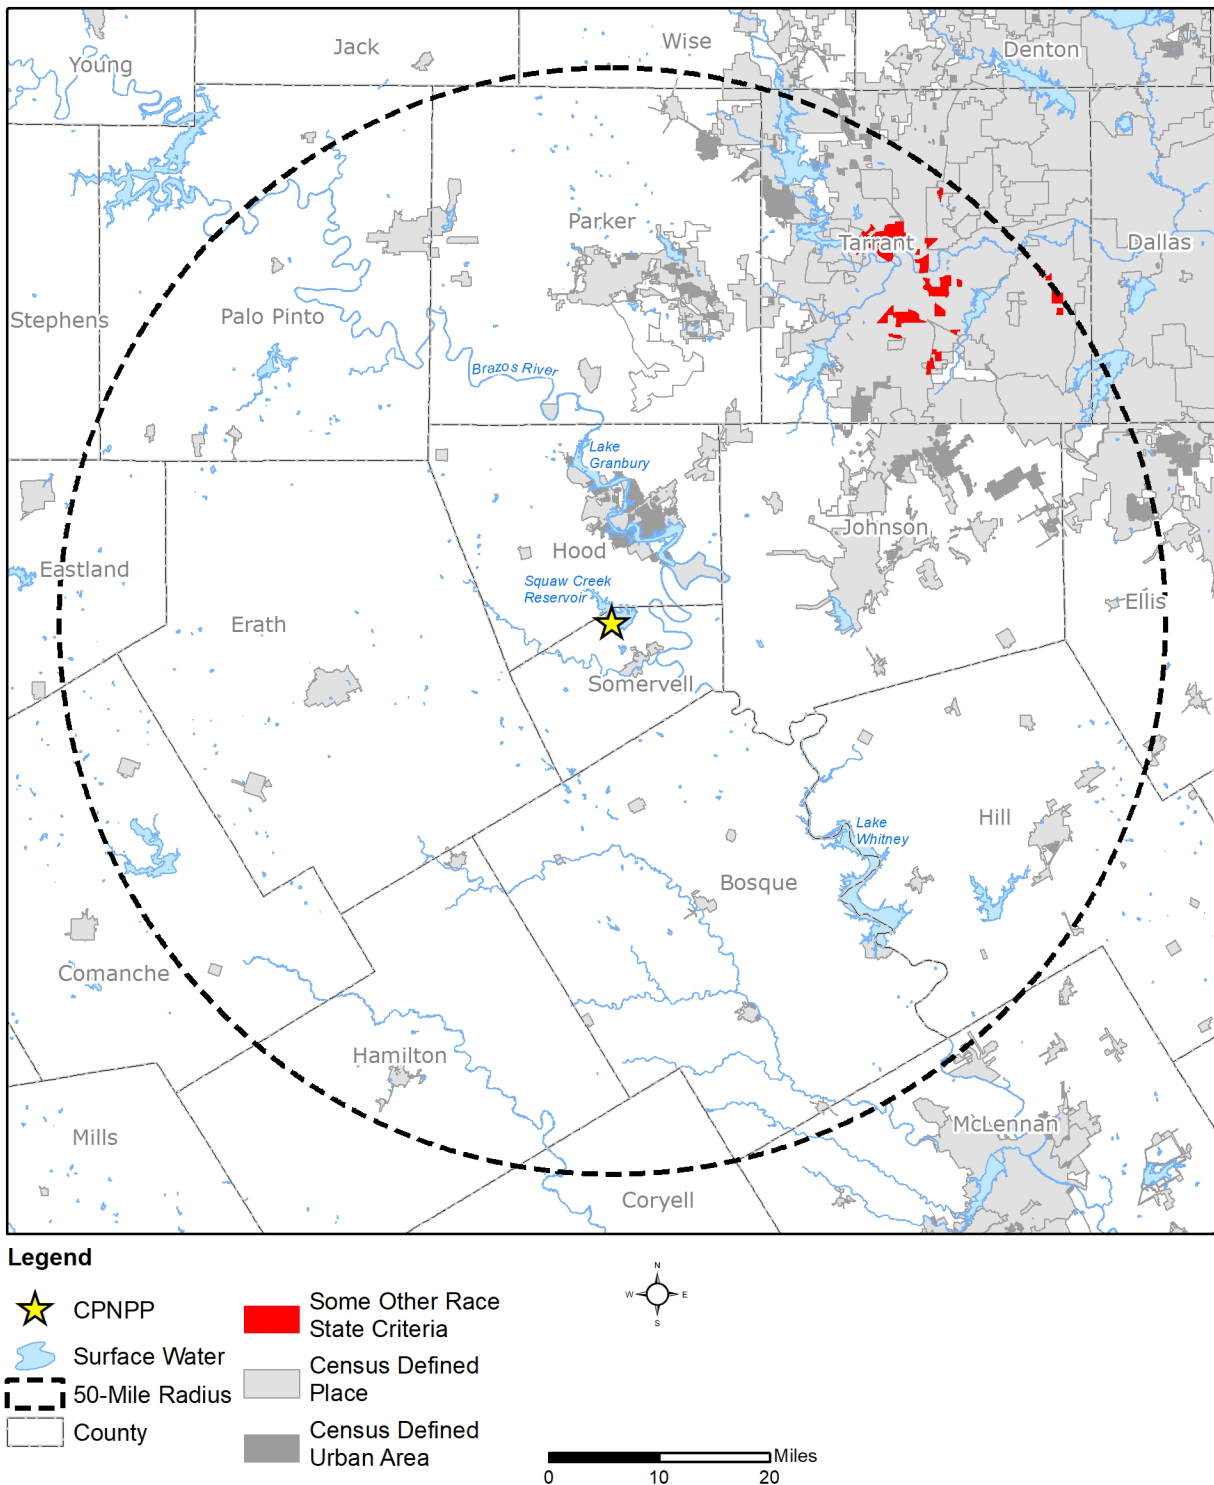 Jack
Wise
Denton
Young
Parker
Tarrant
Dallas
Stephens
Palo Pinto
Brazos River
Lake
Granbury
Johnson
Hood
Eastland
Squaw Creek
Reservoir
Ellis
Erath
Somervell
Hill
Lake
Whitney
Bosque
Comanche
Hamilton
McLennan
Mills
Coryell
Legend
CPNPP
Surface Water
50-Mile Radius
County
Some Other Race
State Criteria
Census Defined
Place
Census Defined
Urban Area
N
W E
S
Miles
0 10 20